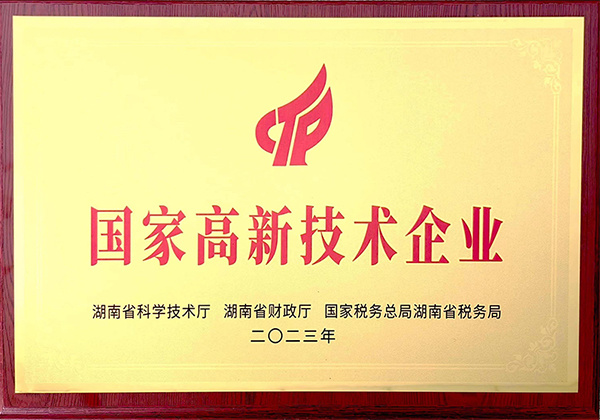 CTP
国家高新技术企业
湖南省科学技术厅 湖南省财政厅 国家税务总局湖南省税务局
二〇二三年